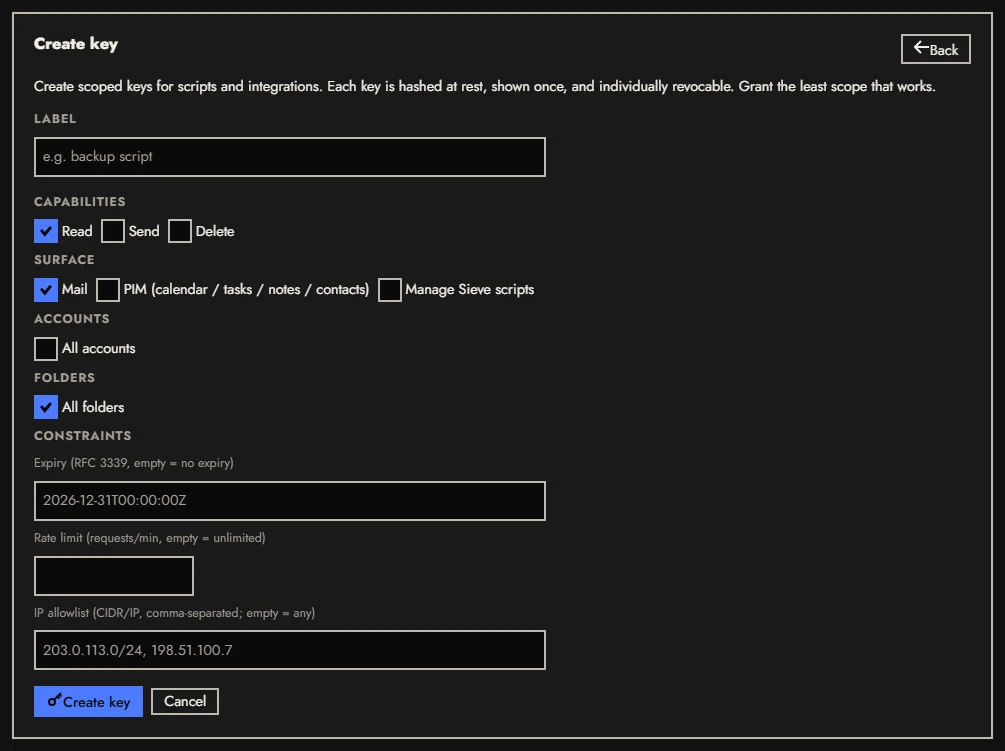 Create key
Back
Create scoped keys for scripts and integrations. Each key is hashed at rest, shown once, and individually revocable. Grant the least scope that works.
LABEL
e.g. backup script
CAPABILITIES
Read Send Delete
SURFACE
Mail PIM (calendar / tasks / notes / contacts) Manage Sieve scripts
ACCOUNTS
All accounts
FOLDERS
All folders
CONSTRAINTS
Expiry (RFC 3339, empty = no expiry)
2026-12-31T00:00:00Z
Rate limit (requests/min, empty = unlimited)
IP allowlist (CIDR/IP, comma-separated; empty = any)
203.0.113.0/24, 198.51.100.7
Create key Cancel